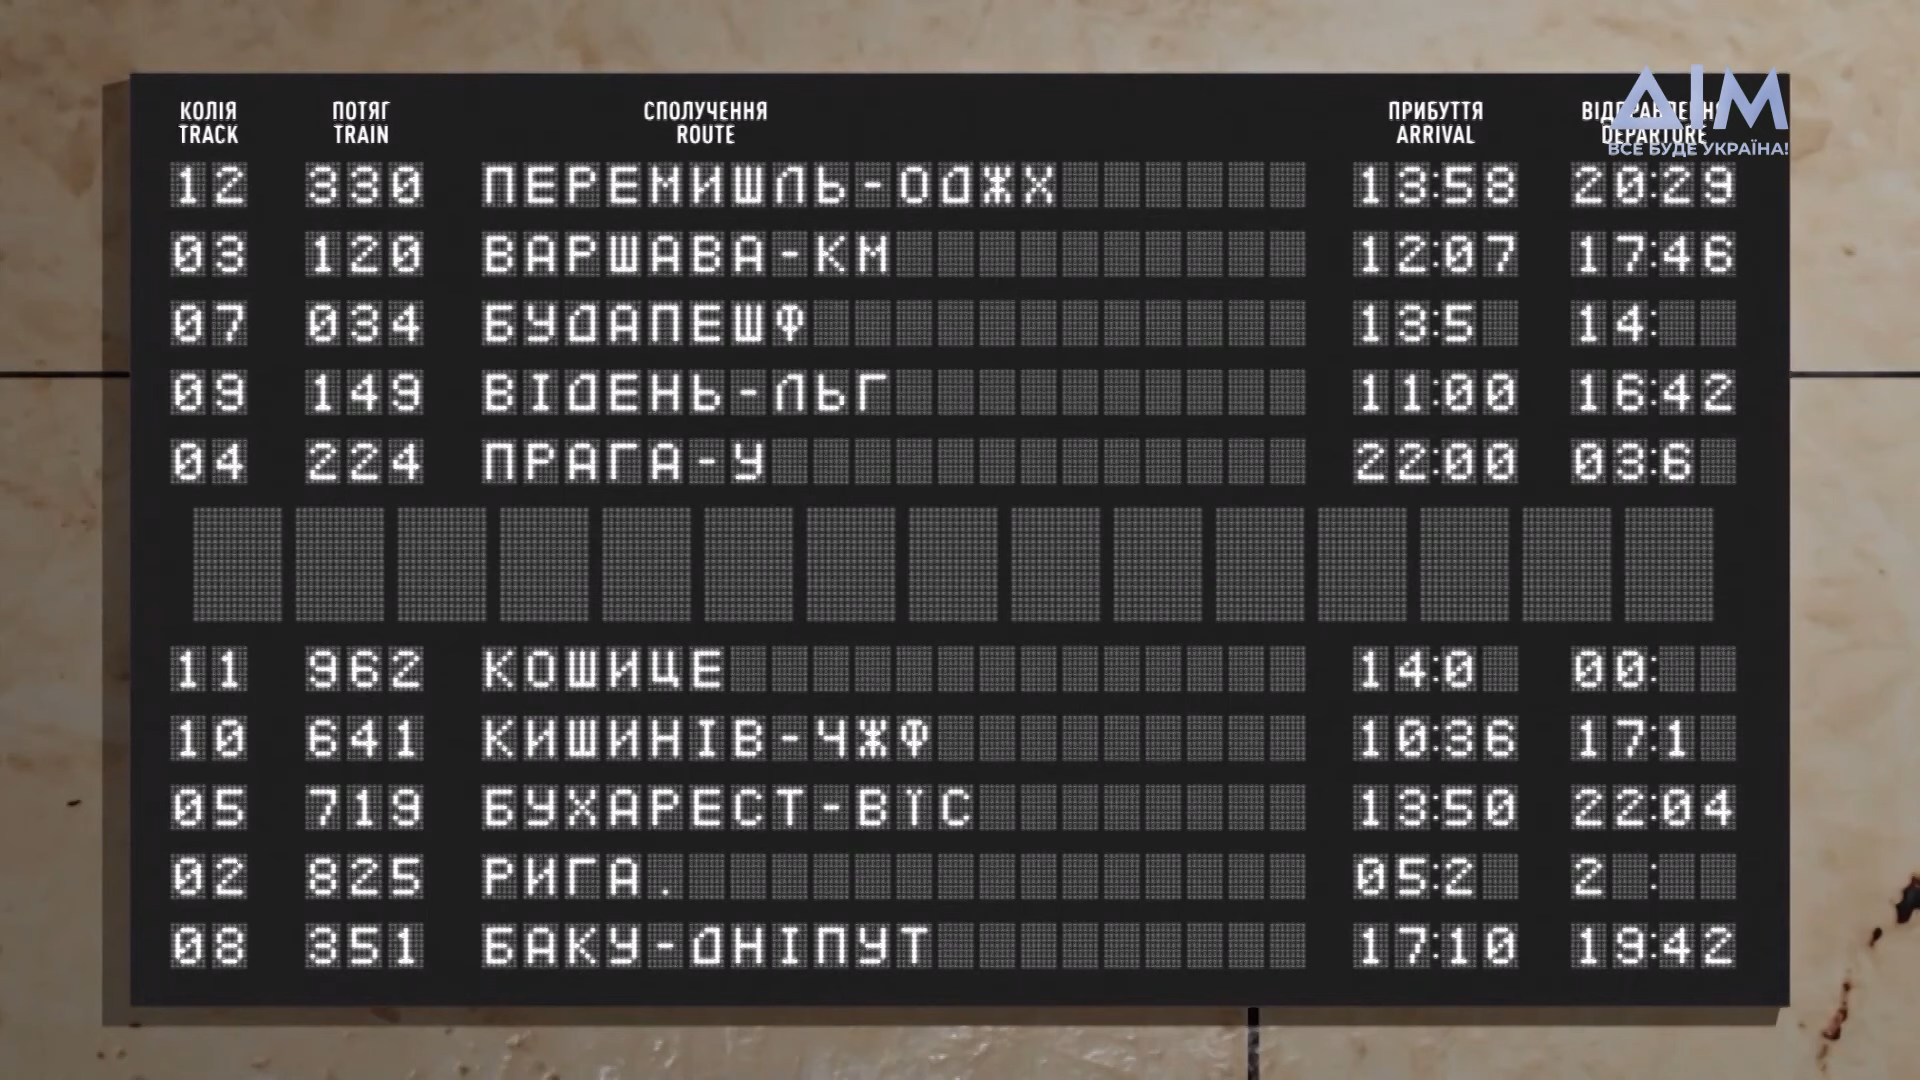 КОЛІЯ ПОТЯГ СПОЛУЧЕННЯ ПРИБУТТЯ ВІДПРАВЛЕННЯ
TRACK TRAIN ROUTE ARRIVAL DEPARTURE
ДІМ
ВСЕ БУДЕ УКРАЇНА!
12 330 ПЕРЕМИШЛЬ-ОДЖХ 13:58 20:29
03 120 ВАРШАВА-КМ 12:07 17:46
07 034 БУДАПЕШФ 13:5 14:
09 149 ВІДЕНЬ-ЛЬГ 11:00 16:42
04 224 ПРАГА-У 22:00 03:6
11 962 КОШИЦЕ 14:0 00:
10 641 КИШИНІВ-ЧЖФ 10:36 17:1
05 719 БУХАРЕСТ-ВЇС 13:50 22:04
02 825 РИГА. 05:2 2 :
08 351 БАКУ-ДНІПУТ 17:10 19:42